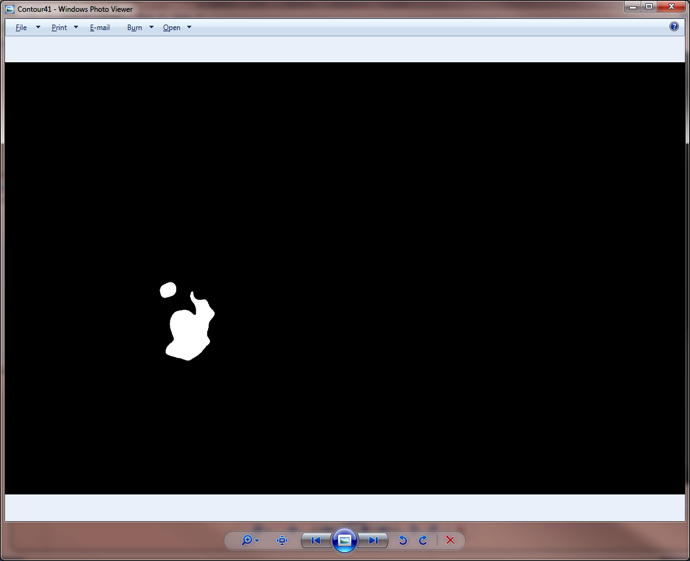 Contour41 - Windows Photo Viewer
File Print E-mail Burn Open